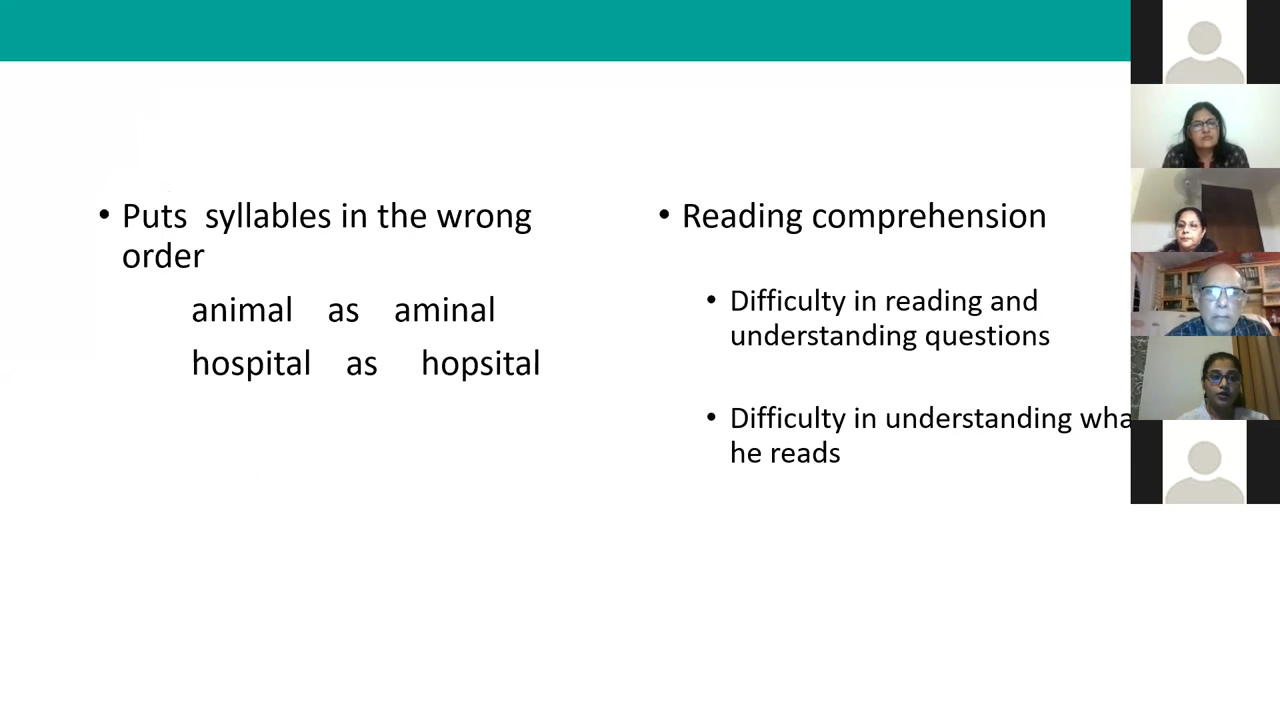 • Puts syllables in the wrong
order
animal as aminal
hospital as hopsital
• Reading comprehension
• Difficulty in reading and
understanding questions
• Difficulty in understanding wha
he reads